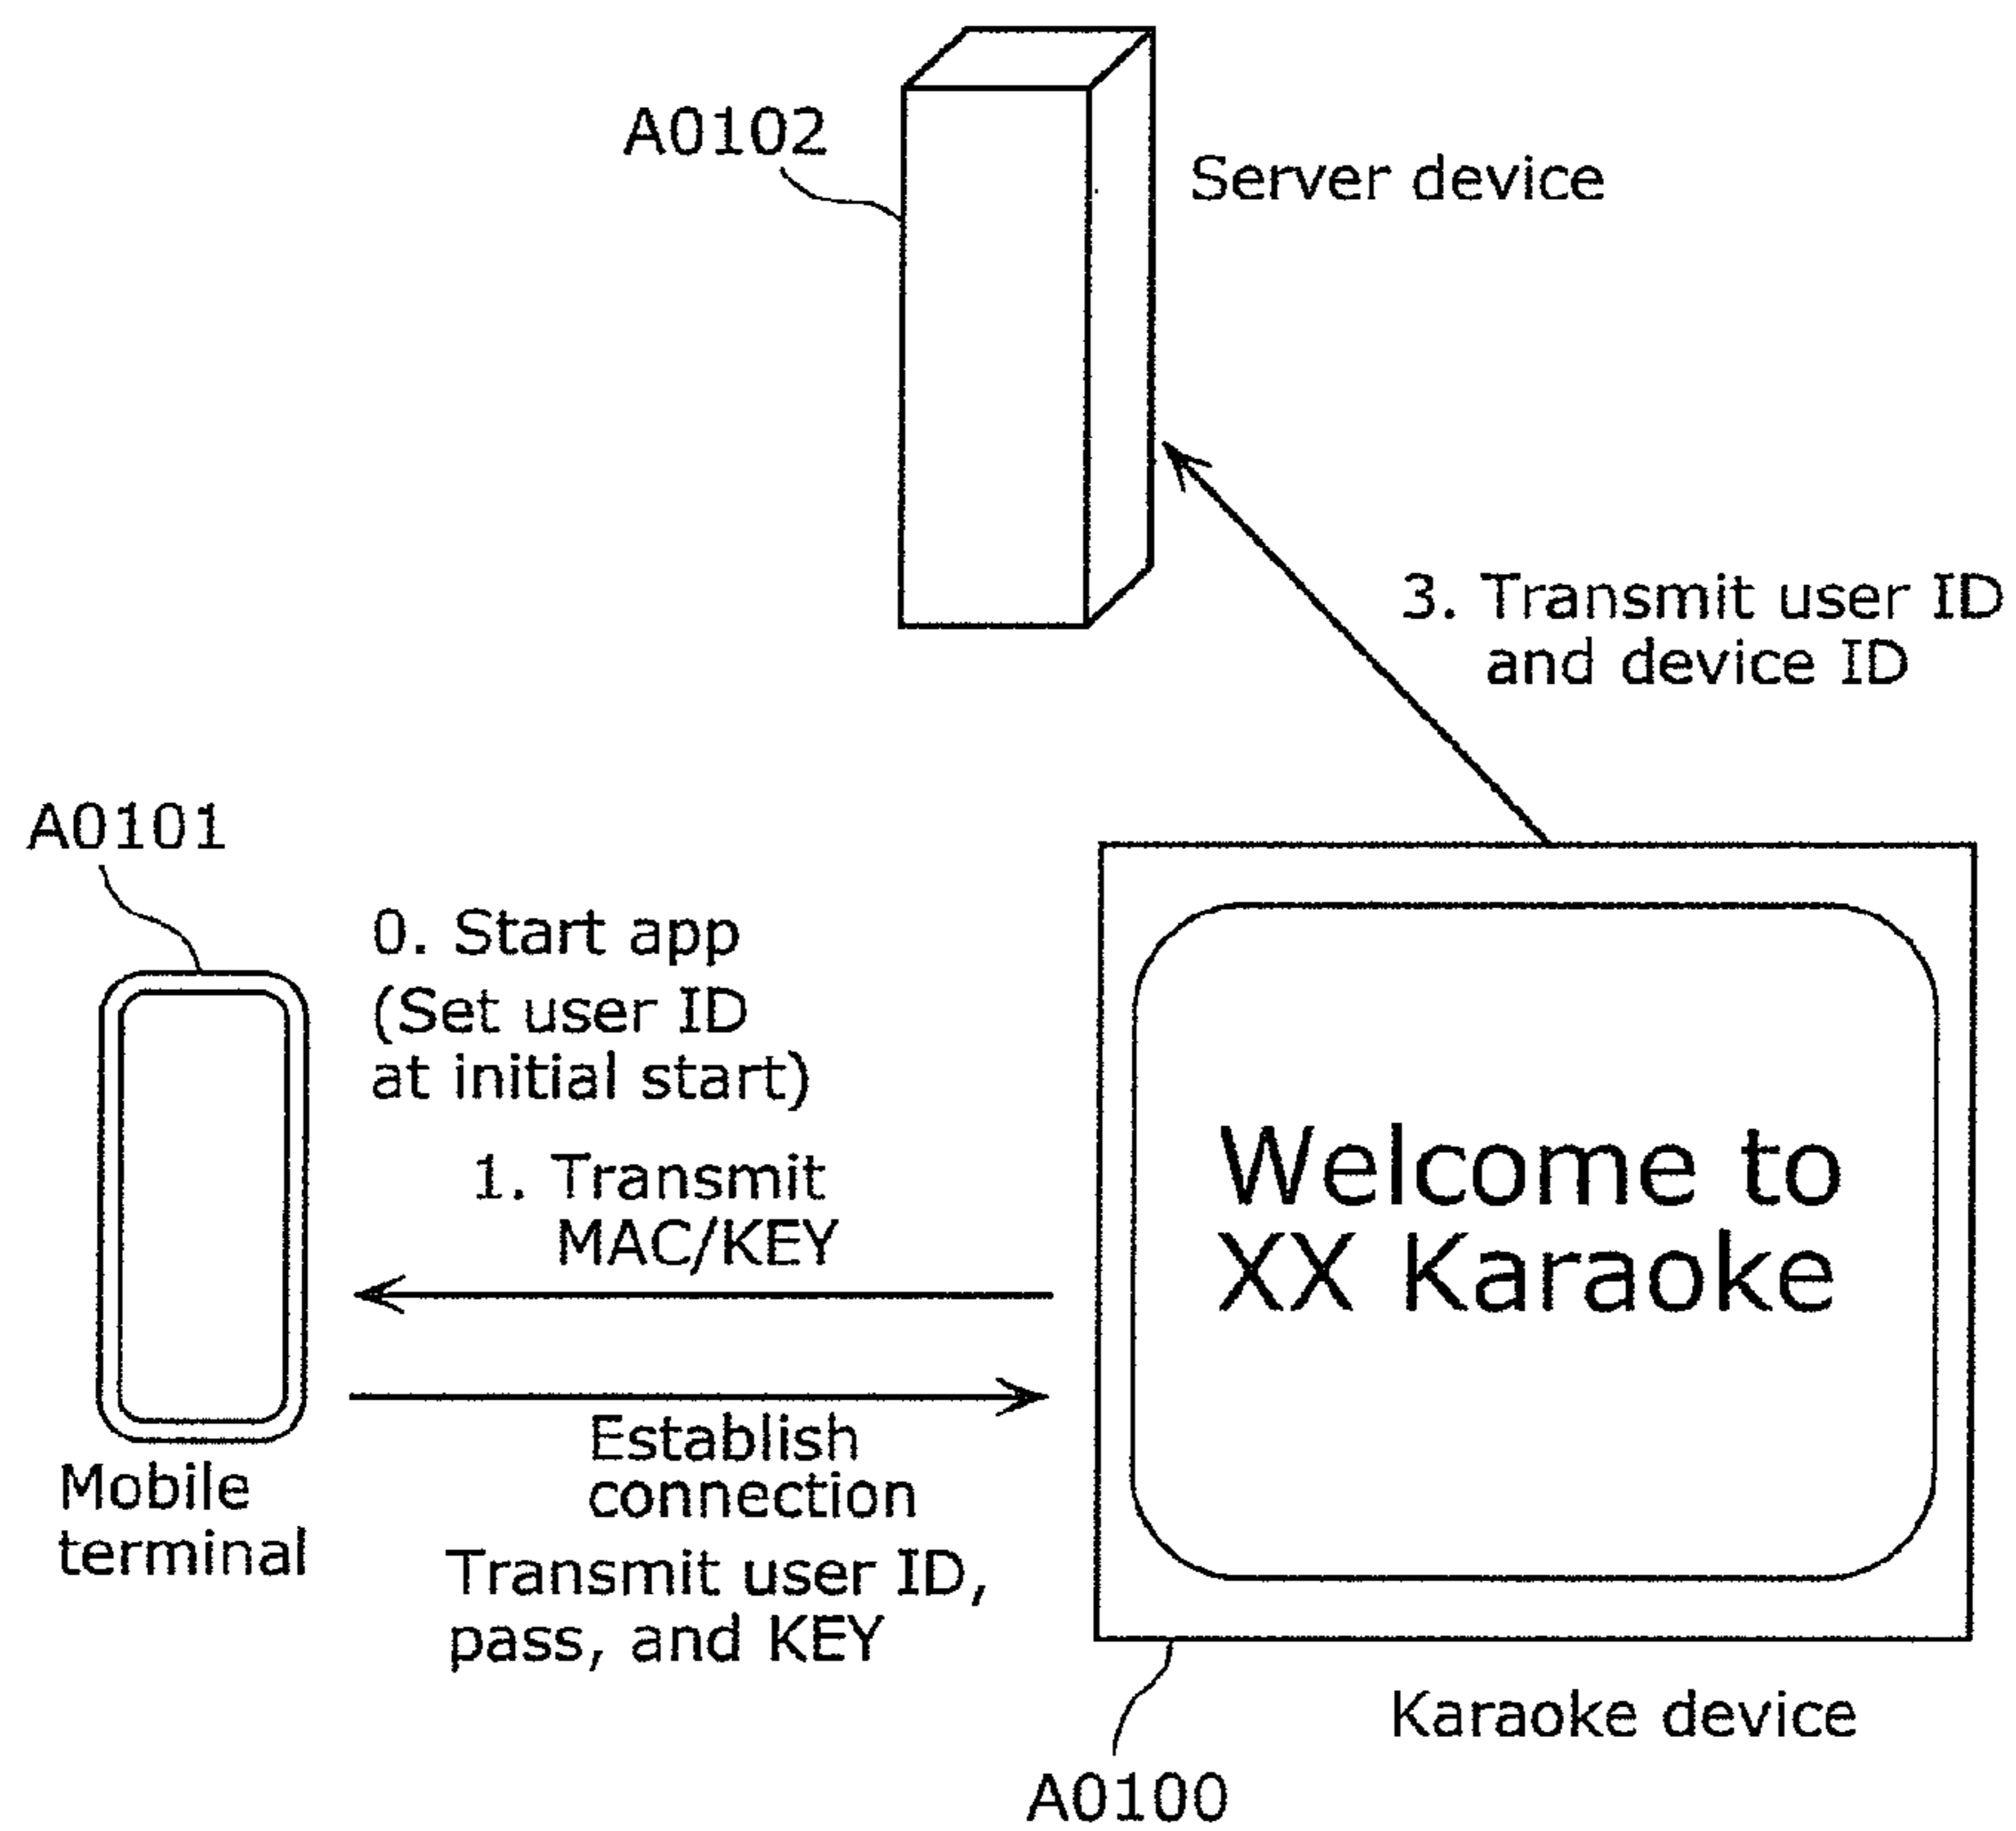 A0102
Server device
3. Transmit user ID
and device ID
A0101
0. Start app
(Set user ID
at initial start)
1. Transmit
MAC/KEY
Establish
connection
Transmit user ID,
pass, and KEY
Mobile
terminal
Welcome to
XX Karaoke
Karaoke device
A0100